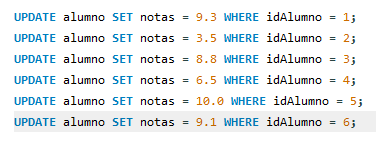 UPDATE alumno SET notas = 9.3 WHERE idAlumno = 1;
UPDATE alumno SET notas = 3.5 WHERE idAlumno = 2;
UPDATE alumno SET notas = 8.8 WHERE idAlumno = 3;
UPDATE alumno SET notas = 6.5 WHERE idAlumno = 4;
UPDATE alumno SET notas = 10.0 WHERE idAlumno = 5;
UPDATE alumno SET notas = 9.1 WHERE idAlumno = 6;